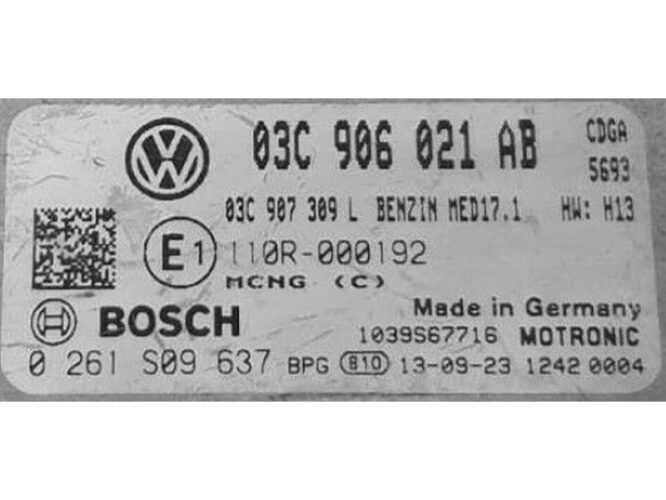 03C 906 021 AB CDGA
5693
03C 907 309 L BENZIN MED17.1 HW: H13
E1 110R-000192
MCNG (C)
BOSCH Made in Germany
1039S67716 MOTRONIC
0 261 S09 637 BPG 810 13-09-23 1242 0004